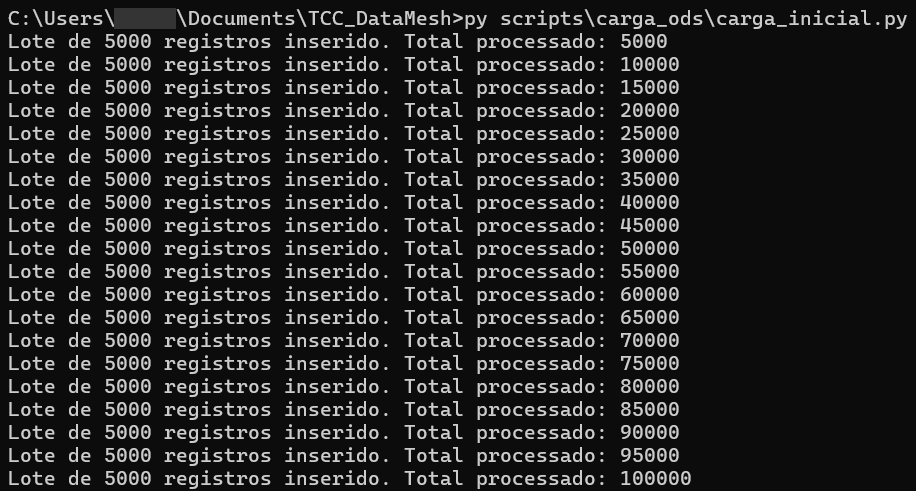 C:\Users\ \Documents\TCC_DataMesh>py scripts\carga_ods\carga_inicial.py
Lote de 5000 registros inserido. Total processado: 5000
Lote de 5000 registros inserido. Total processado: 10000
Lote de 5000 registros inserido. Total processado: 15000
Lote de 5000 registros inserido. Total processado: 20000
Lote de 5000 registros inserido. Total processado: 25000
Lote de 5000 registros inserido. Total processado: 30000
Lote de 5000 registros inserido. Total processado: 35000
Lote de 5000 registros inserido. Total processado: 40000
Lote de 5000 registros inserido. Total processado: 45000
Lote de 5000 registros inserido. Total processado: 50000
Lote de 5000 registros inserido. Total processado: 55000
Lote de 5000 registros inserido. Total processado: 60000
Lote de 5000 registros inserido. Total processado: 65000
Lote de 5000 registros inserido. Total processado: 70000
Lote de 5000 registros inserido. Total processado: 75000
Lote de 5000 registros inserido. Total processado: 80000
Lote de 5000 registros inserido. Total processado: 85000
Lote de 5000 registros inserido. Total processado: 90000
Lote de 5000 registros inserido. Total processado: 95000
Lote de 5000 registros inserido. Total processado: 100000